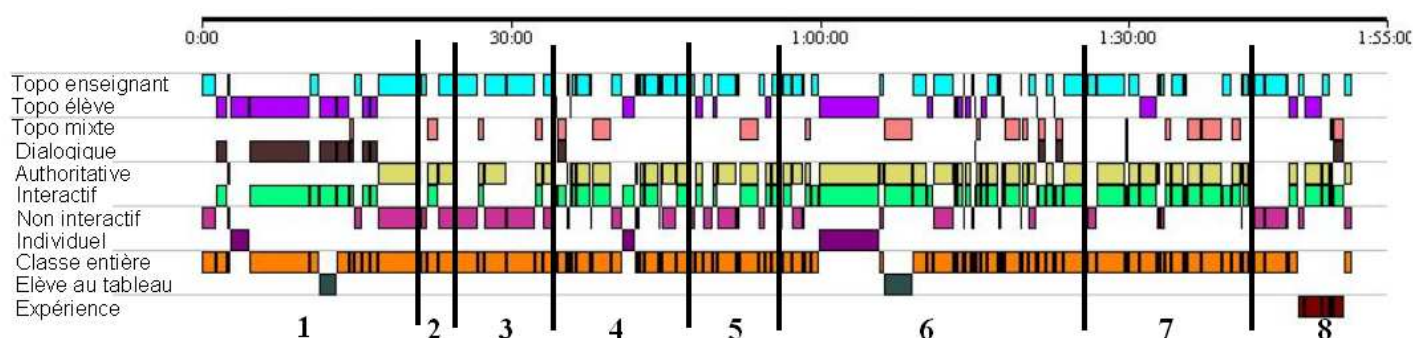 0:00 30:00 1:00:00 1:30:00 1:55:00
Topo enseignant
Topo élève
Topo mixte
Dialogique
Authoritative
Interactif
Non interactif
Individuel
Classe entière
Elève au tableau
Expérience
1 2 3 4 5 6 7 8